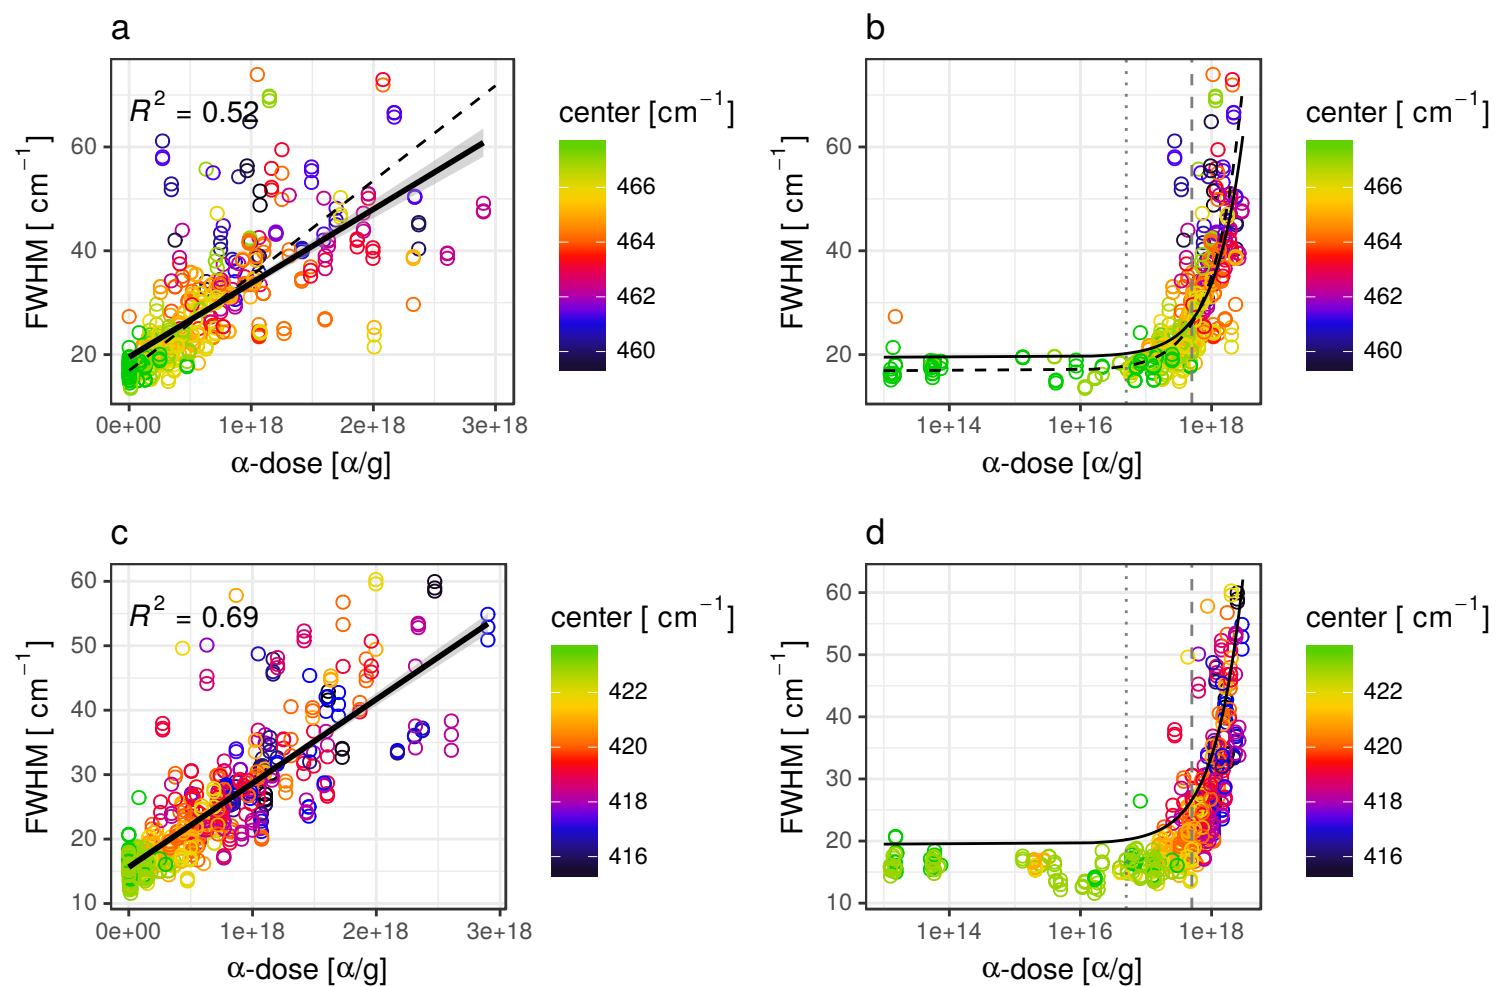 a
R² = 0.52
FWHM [ cm⁻¹]
60
40
20
0e+00 1e+18 2e+18 3e+18
α-dose [α/g]
center [cm⁻¹]
466
464
462
460
b
FWHM [ cm⁻¹]
60
40
20
1e+14 1e+16 1e+18
α-dose [α/g]
center [ cm⁻¹]
466
464
462
460
c
R² = 0.69
FWHM [ cm⁻¹]
60
50
40
30
20
10
0e+00 1e+18 2e+18 3e+18
α-dose [α/g]
center [ cm⁻¹]
422
420
418
416
d
FWHM [ cm⁻¹]
60
50
40
30
20
10
1e+14 1e+16 1e+18
α-dose [α/g]
center [ cm⁻¹]
422
420
418
416